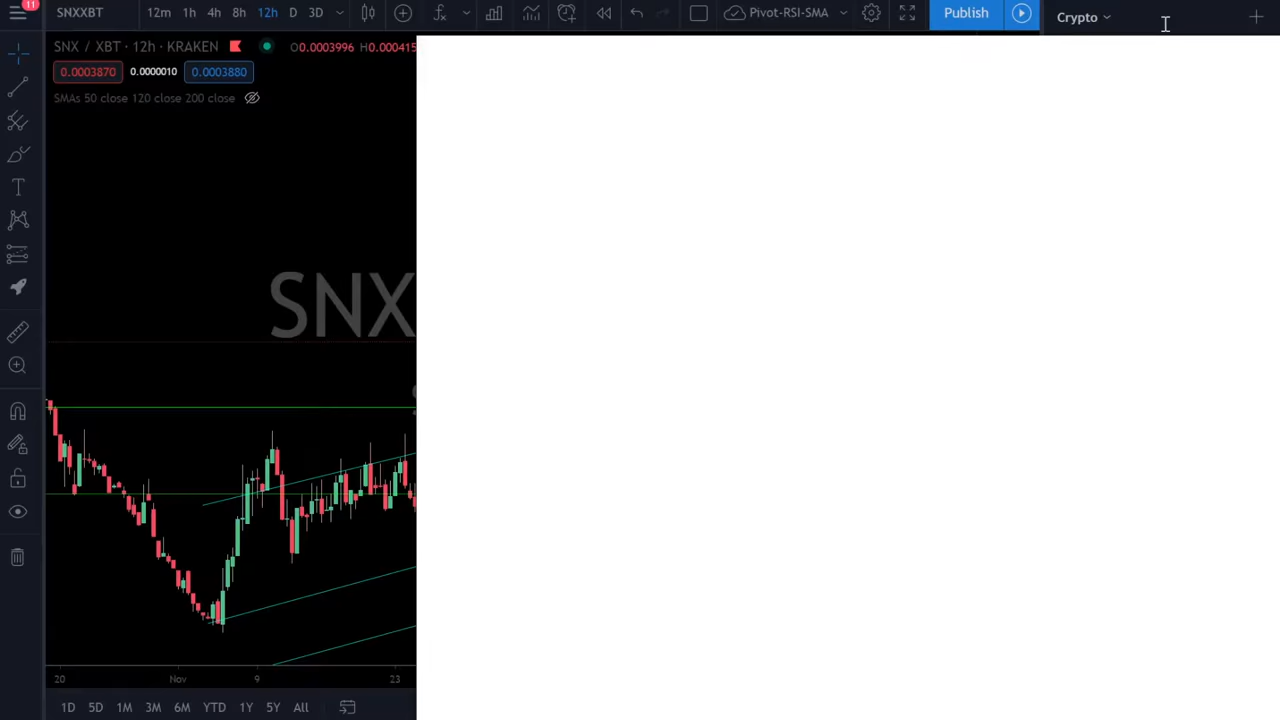 11
SNXXBT 12m 1h 4h 8h 12h D 3D Pivot-RSI-SMA Publish Crypto
SNX / XBT · 12h · KRAKEN O0.0003996 H0.000415
0.0003870 0.0000010 0.0003880
SMAs 50 close 120 close 200 close
SNX
20 Nov 9 23
1D 5D 1M 3M 6M YTD 1Y 5Y All